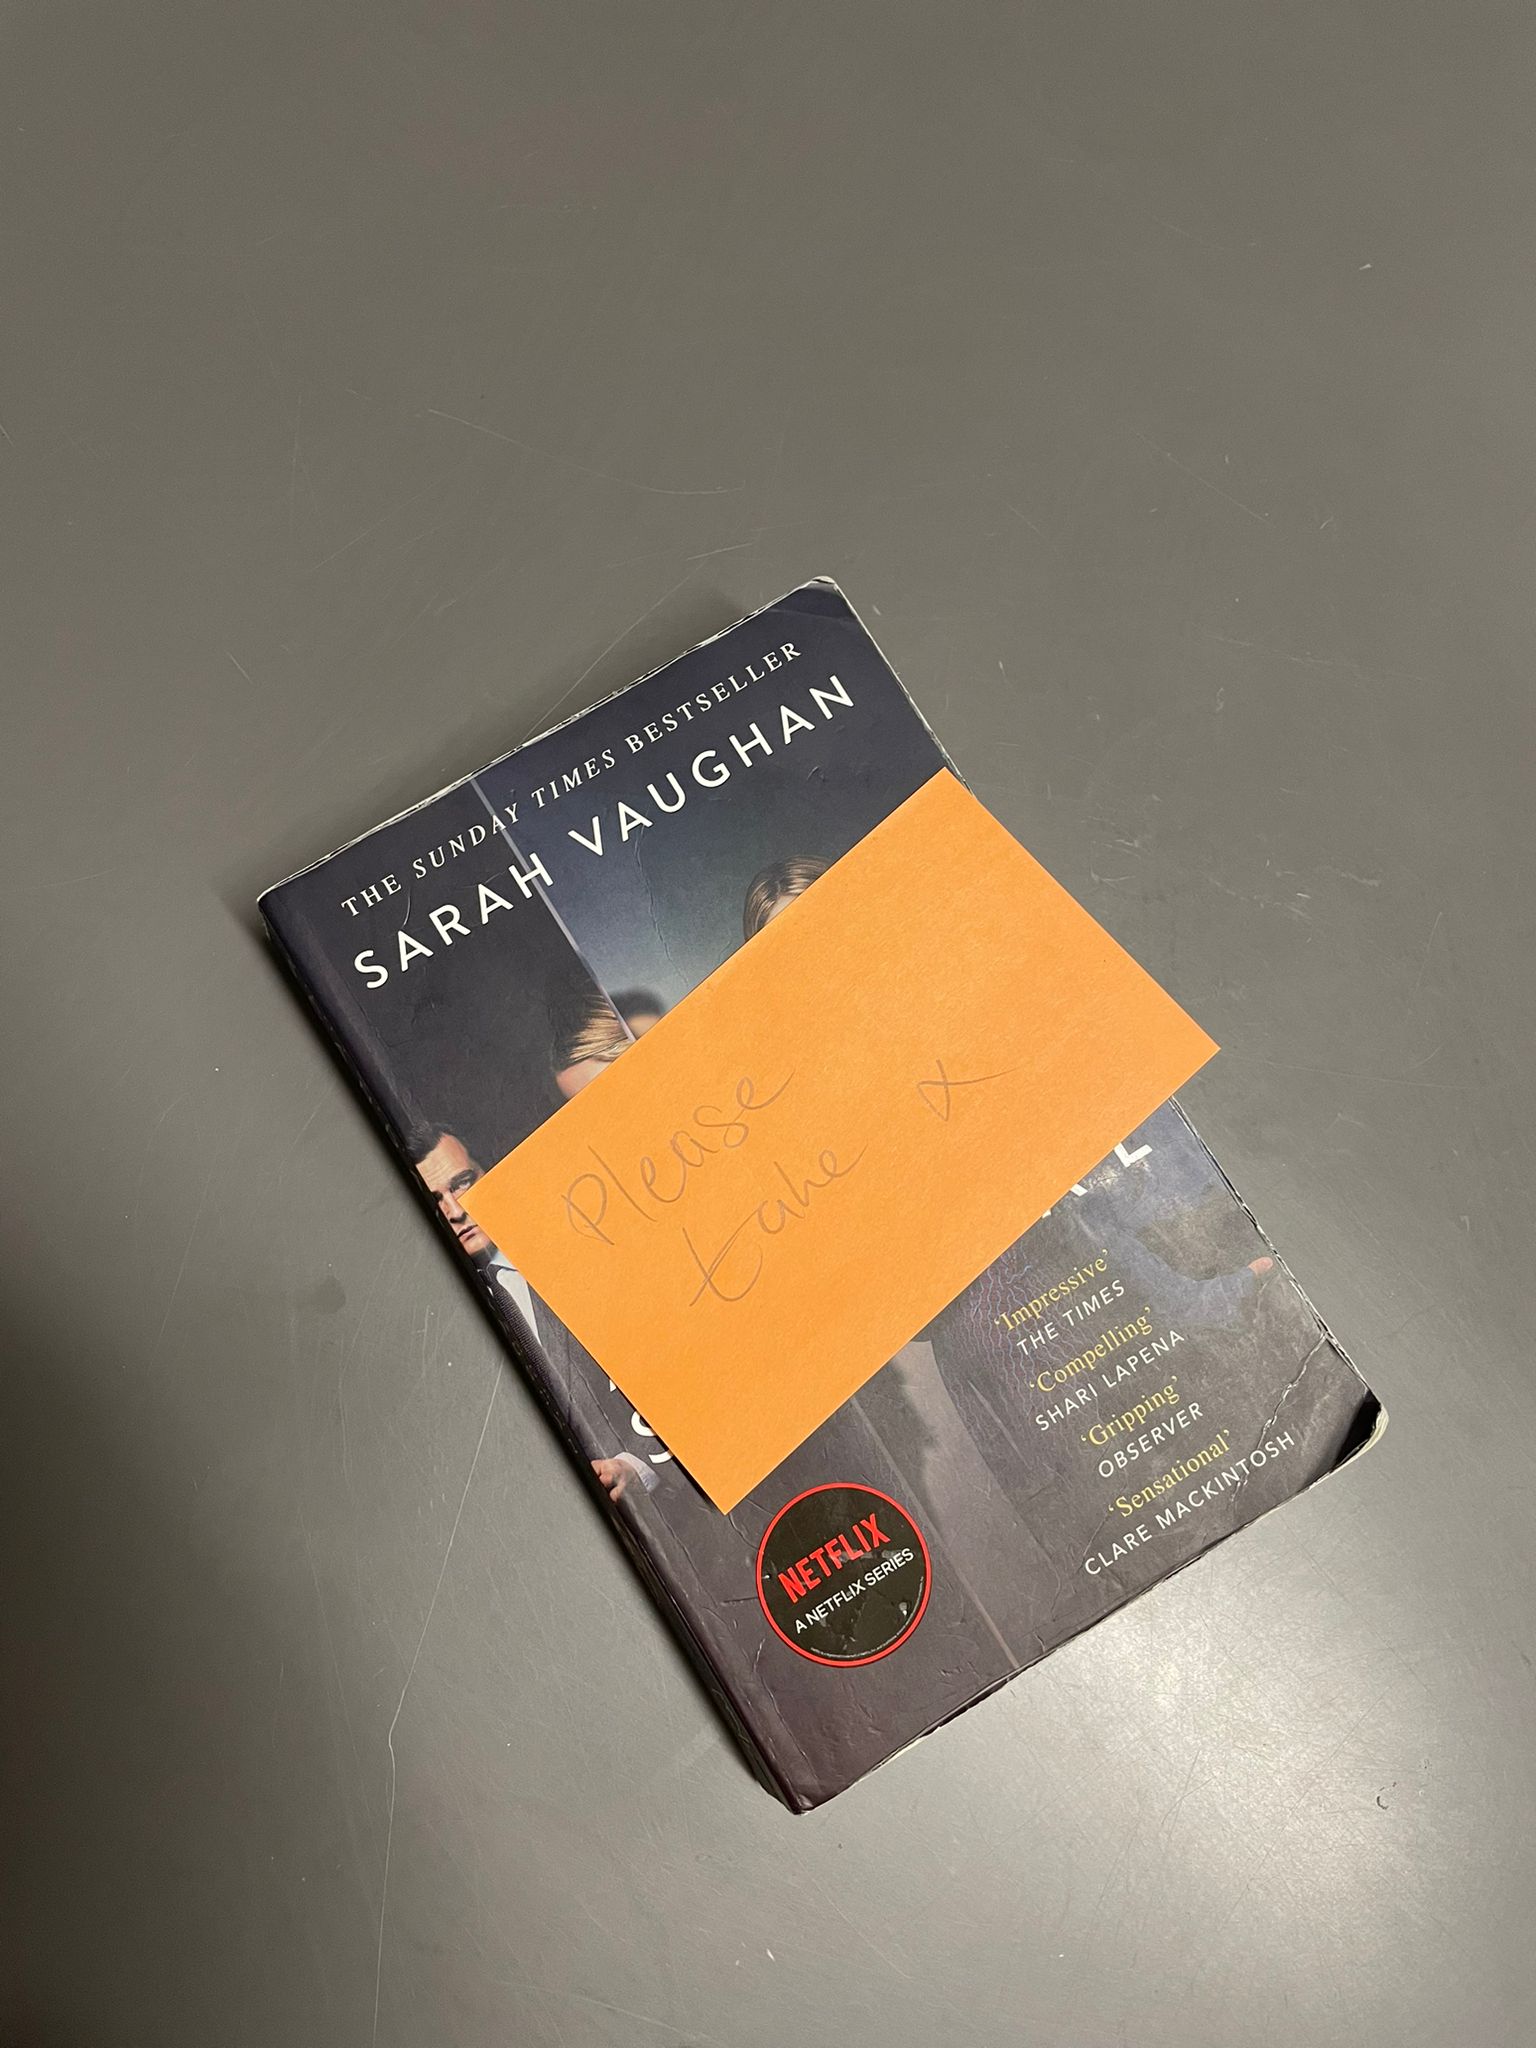 THE SUNDAY TIMES BESTSELLER
SARAH VAUGHAN
Please
take x
L
S
'Impressive'
THE TIMES
'Compelling'
SHARI LAPENA
'Gripping'
OBSERVER
'Sensational'
CLARE MACKINTOSH
NETFLIX
A NETFLIX SERIES